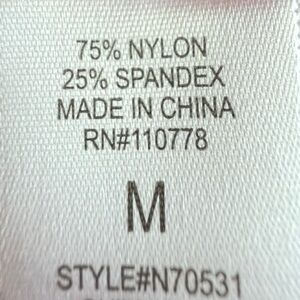 75% NYLON
25% SPANDEX
MADE IN CHINA
RN#110778
M
STYLE#N70531